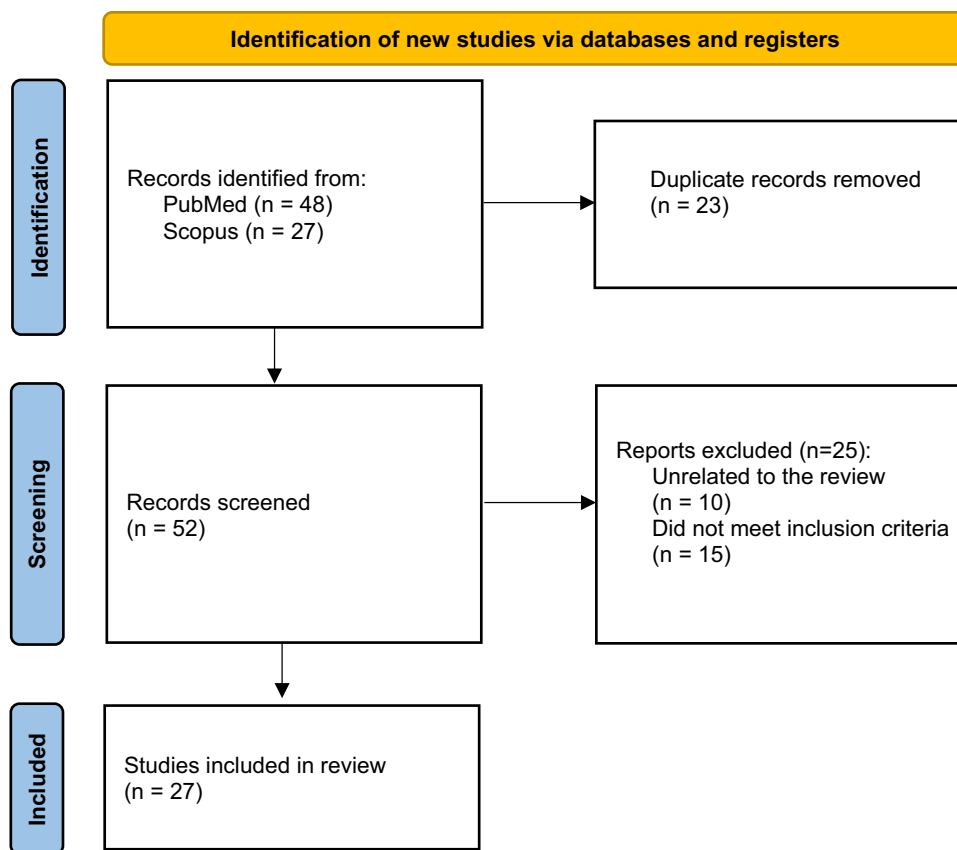 Identification of new studies via databases and registers
Identification
Records identified from:
PubMed (n = 48)
Scopus (n = 27)
Duplicate records removed
(n = 23)
Screening
Records screened
(n = 52)
Reports excluded (n=25):
Unrelated to the review
(n = 10)
Did not meet inclusion criteria
(n = 15)
Included
Studies included in review
(n = 27)